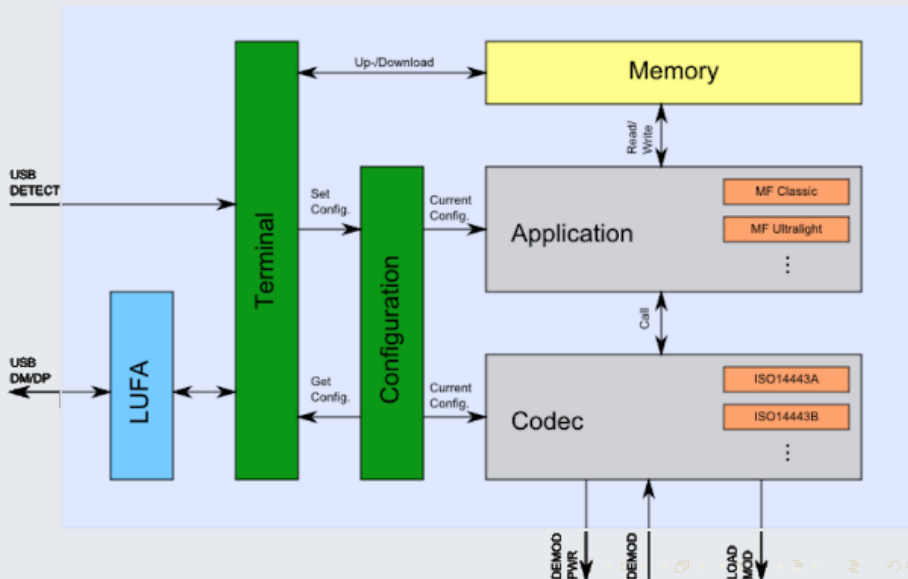 Up-/Download
Memory
Read/
Write
USB
DETECT
Set
Config.
Current
Config.
Application
MF Classic
MF Ultralight
⋮
Terminal
Configuration
Call
USB
DM/DP
LUFA
Get
Config.
Current
Config.
Codec
ISO14443A
ISO14443B
⋮
DEMOD
PWR
DEMOD
LOAD
MOD